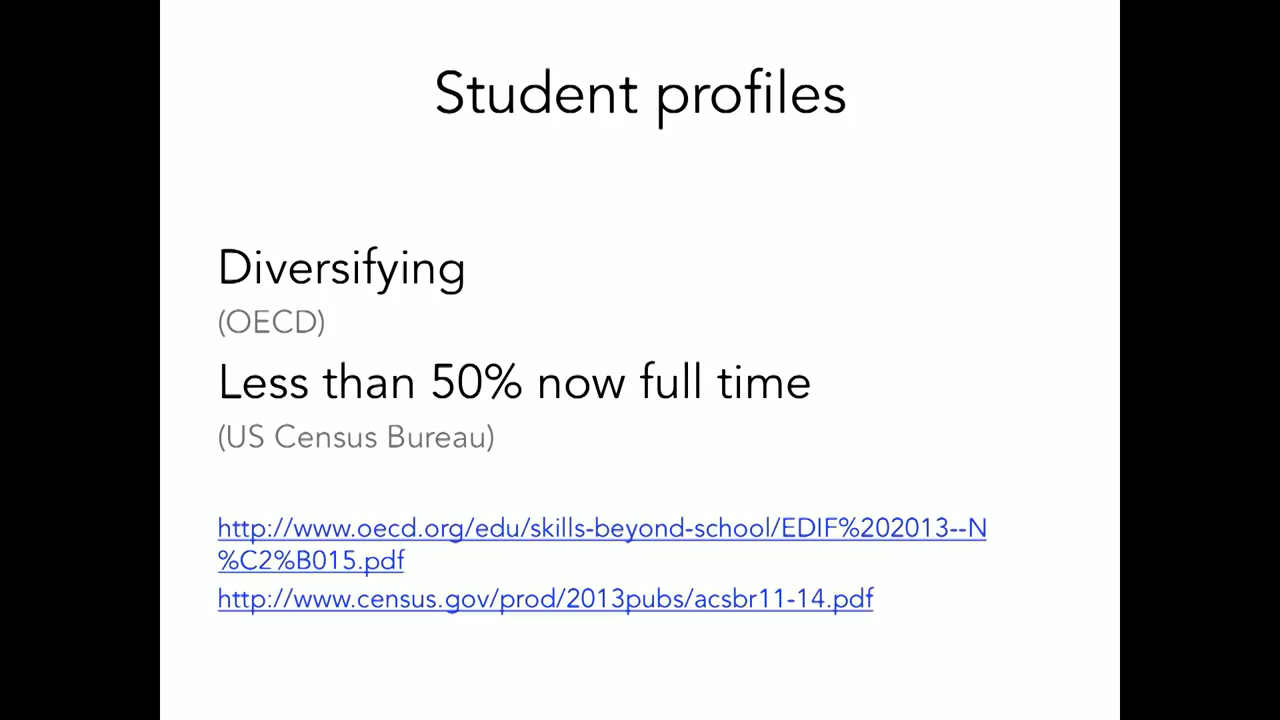 Student profiles
Diversifying
(OECD)
Less than 50% now full time
(US Census Bureau)
http://www.oecd.org/edu/skills-beyond-school/EDIF%202013--N
%C2%B015.pdf
http://www.census.gov/prod/2013pubs/acsbr11-14.pdf